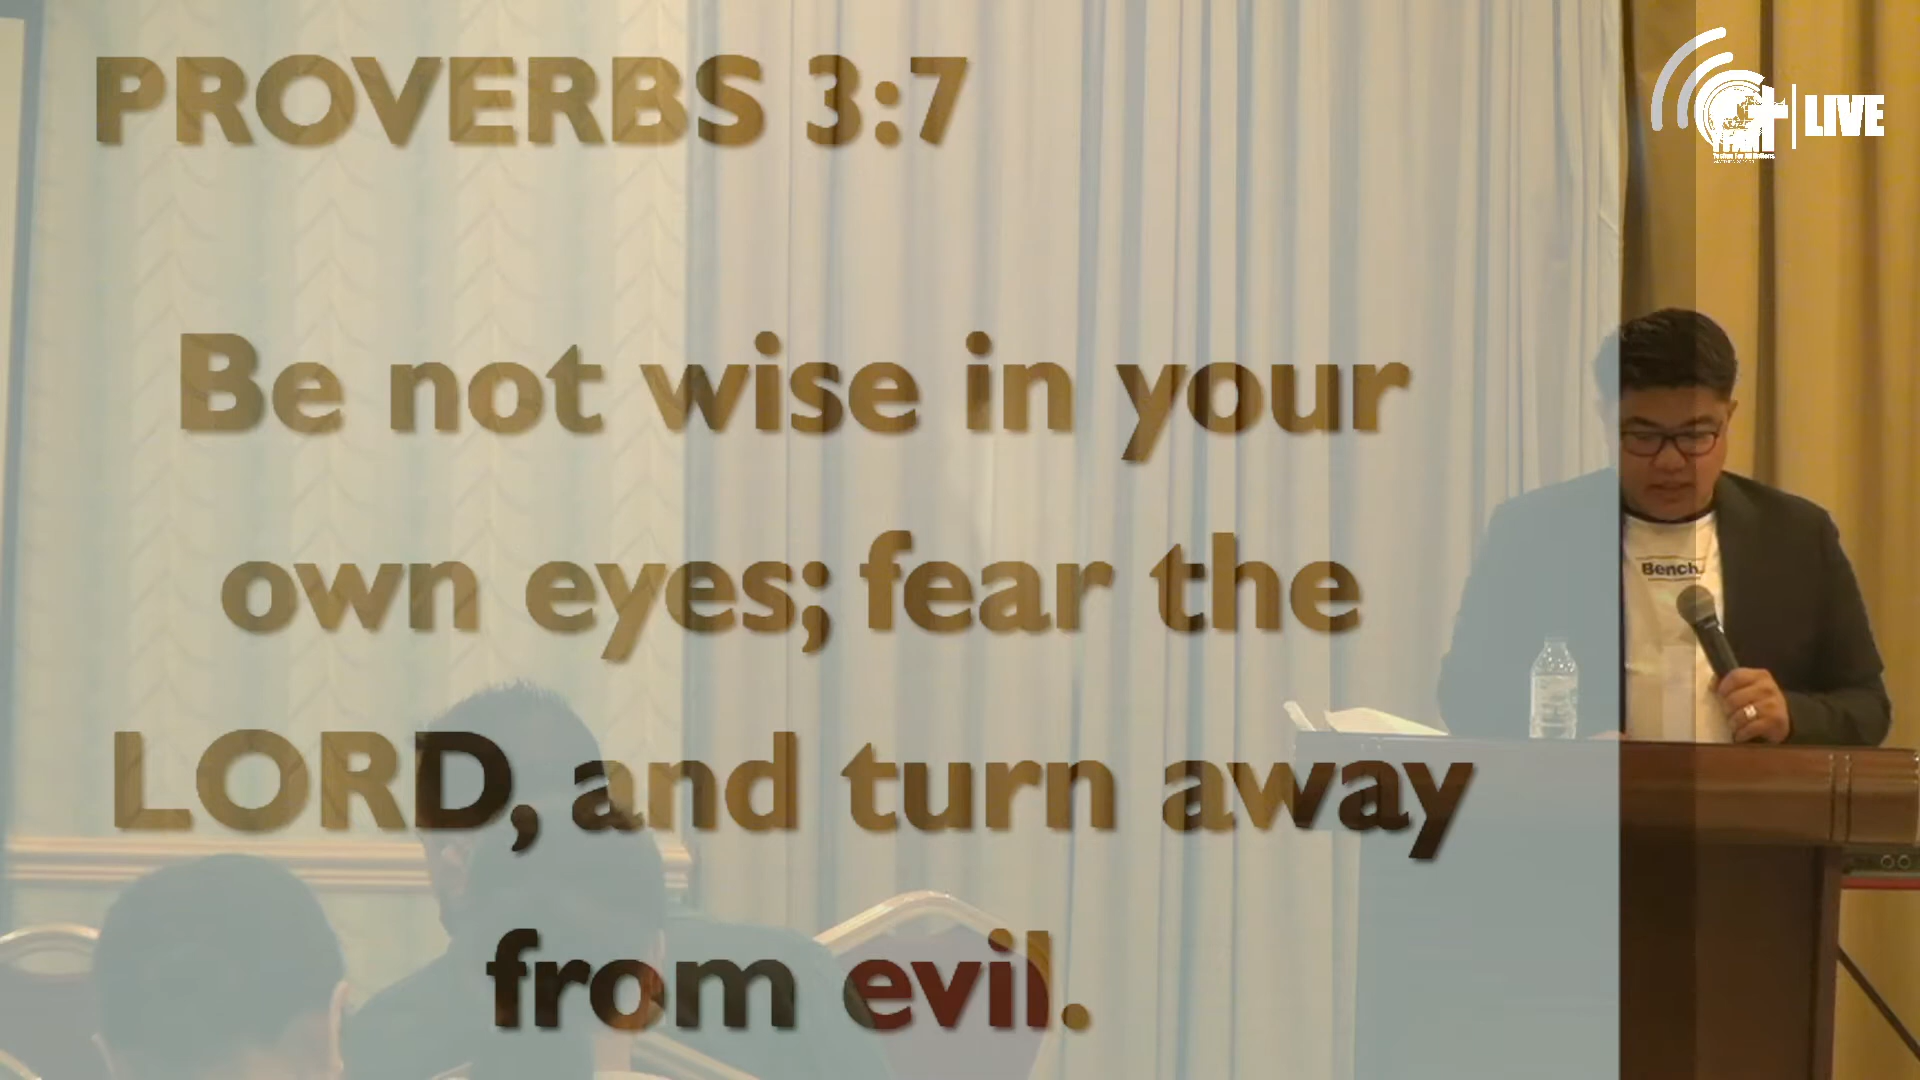 PROVERBS 3:7
LIVE
Be not wise in your
own eyes; fear the
LORD, and turn away
from evil.
Bench.